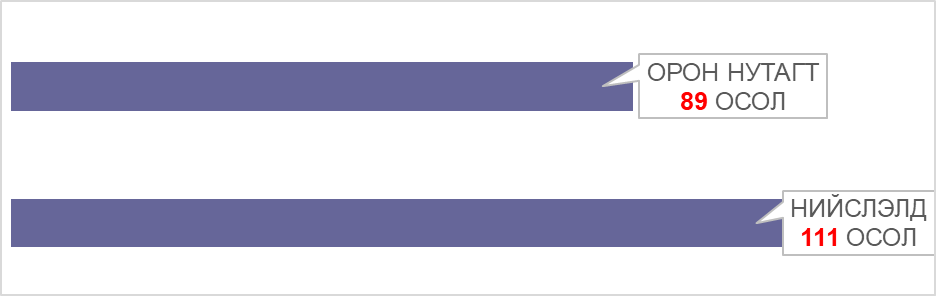 ОРОН НУТАГТ
89 ОСОЛ
НИЙСЛЭЛД
111 ОСОЛ